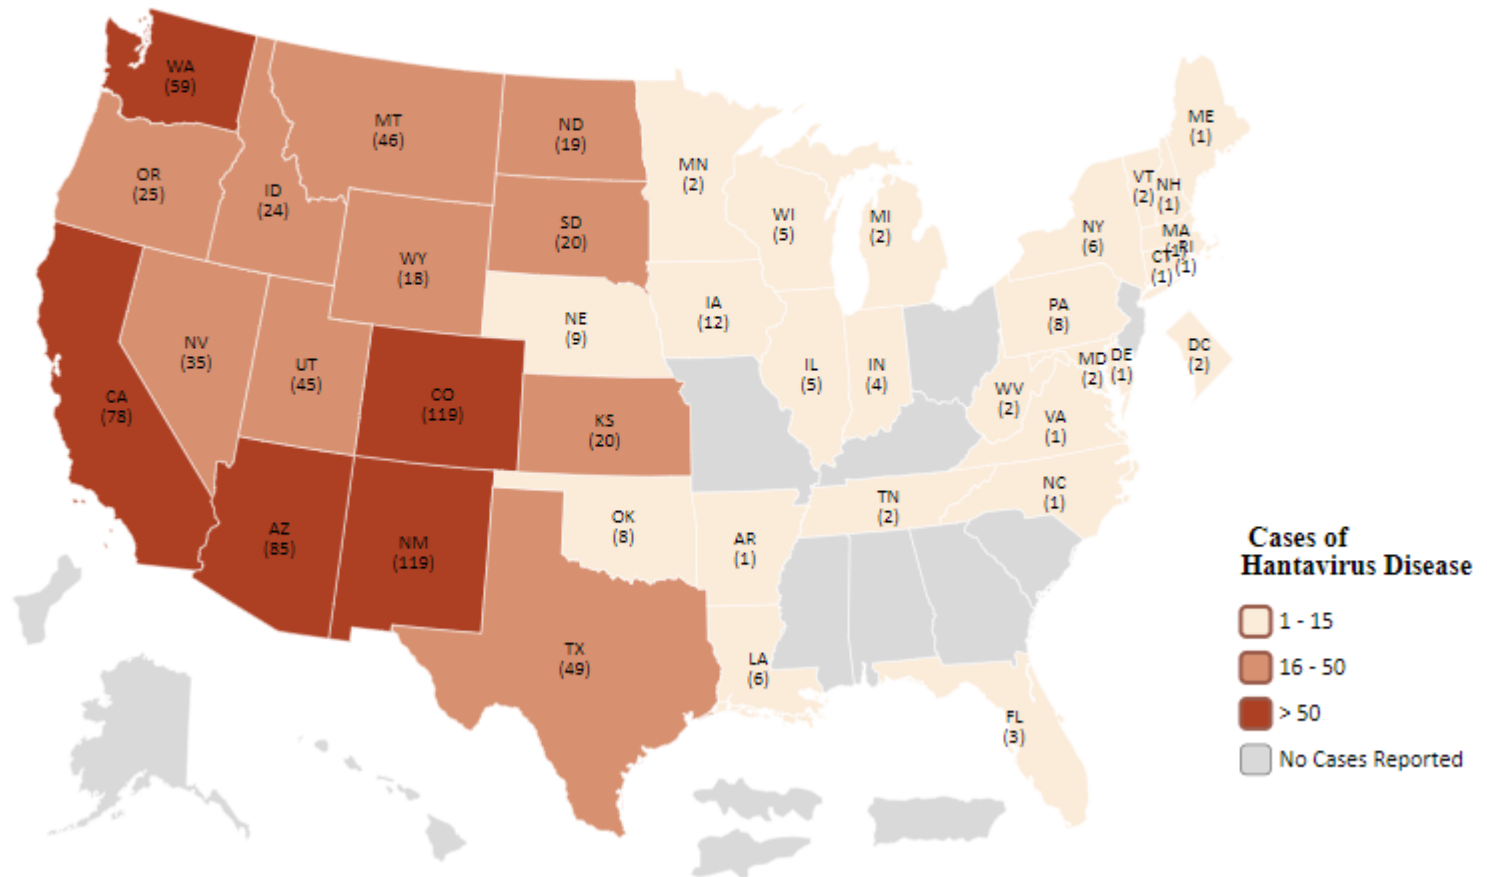 WA
(59)
MT
(46)
ND
(19)
OR
(25)
ID
(24)
SD
(20)
WY
(18)
MN
(2)
WI
(5)
MI
(2)
ME
(1)
VT
(2)
NH
(1)
NY
(6)
MA
(1)
RI
(1)
CT
(1)
CA
(78)
NV
(35)
UT
(45)
CO
(119)
NE
(9)
IA
(12)
KS
(20)
IL
(5)
IN
(4)
PA
(8)
MD
(2)
DE
(1)
DC
(2)
WV
(2)
VA
(1)
AZ
(85)
NM
(119)
OK
(8)
AR
(1)
TN
(2)
NC
(1)
TX
(49)
LA
(6)
FL
(3)
Cases of
Hantavirus Disease
1 - 15
16 - 50
> 50
No Cases Reported